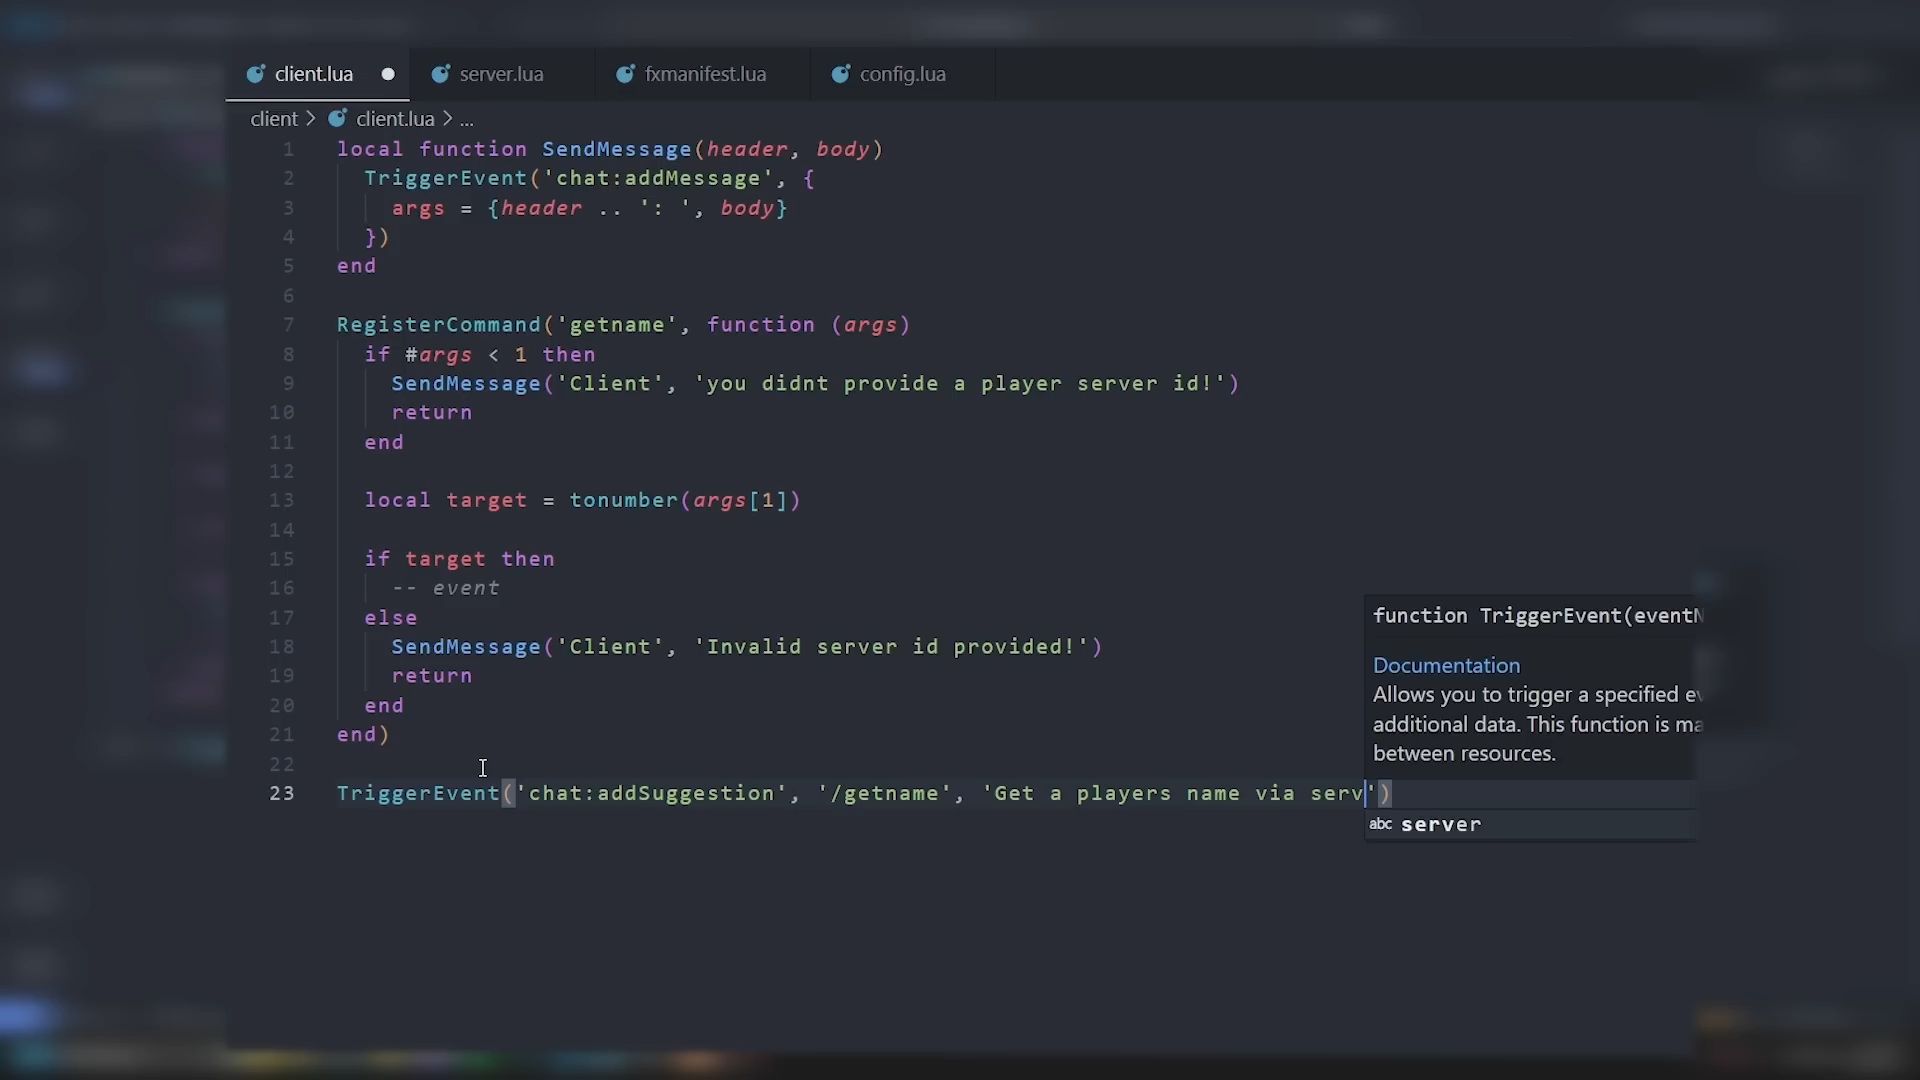 client.lua server.lua fxmanifest.lua config.lua
client > client.lua > ...
1 local function SendMessage(header, body)
2 TriggerEvent('chat:addMessage', {
3 args = {header .. ': ', body}
4 })
5 end
6
7 RegisterCommand('getname', function (args)
8 if #args < 1 then
9 SendMessage('Client', 'you didnt provide a player server id!')
10 return
11 end
12
13 local target = tonumber(args[1])
14
15 if target then
16 -- event
17 else
18 SendMessage('Client', 'Invalid server id provided!')
19 return
20 end
21 end)
22
23 TriggerEvent('chat:addSuggestion', '/getname', 'Get a players name via serv')
function TriggerEvent(eventN
Documentation
Allows you to trigger a specified ev
additional data. This function is ma
between resources.
abc server